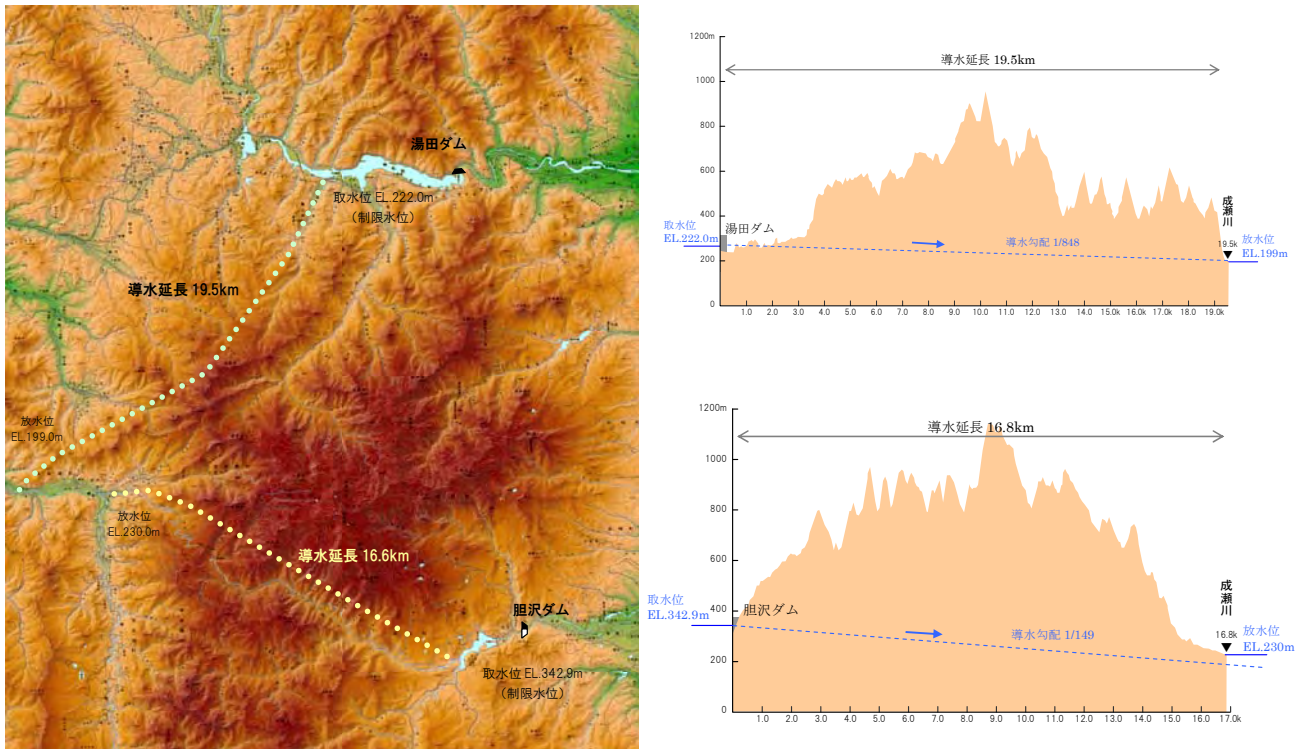 湯田ダム
取水位 EL.222.0m
（制限水位）
導水延長 19.5km
放水位
EL.199.0m
放水位
EL.230.0m
導水延長 16.6km
胆沢ダム
取水位 EL.342.9m
（制限水位）
1200m
1000
800
600
400
200
0
導水延長 19.5km
取水位
EL.222.0m
湯田ダム
導水勾配 1/848
成瀬川
19.5k
放水位
EL.199m
1.0 2.0 3.0 4.0 5.0k 6.0 7.0 8.0 9.0 10.0 11.0 12.0 13.0 14.0 15.0 16.0 17.0 18.0 19.0k
1200m
1000
800
600
400
200
0
導水延長 16.8km
取水位
EL.342.9m
胆沢ダム
導水勾配 1/149
成瀬川
16.8k
放水位
EL.230m
1.0 2.0 3.0 4.0 5.0 6.0 7.0 8.0 9.0 10.0 11.0 12.0 13.0 14.0 15.0 16.0 17.0k